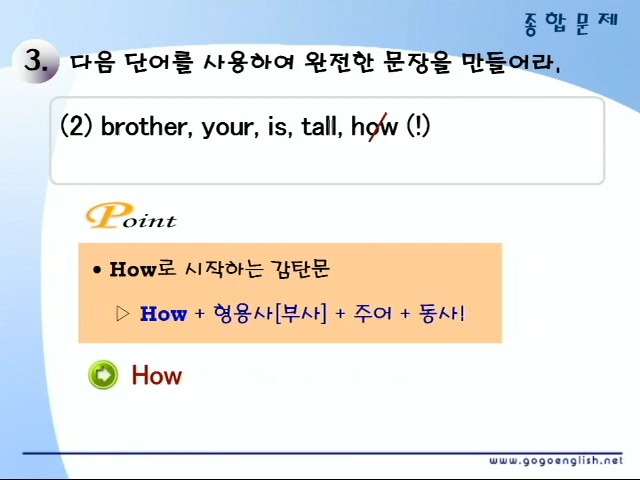 종합문제
3. 다음 단어를 사용하여 완전한 문장을 만들어라.
(2) brother, your, is, tall, how (!)
Point
• How로 시작하는 감탄문
▷ How + 형용사[부사] + 주어 + 동사!
How
www.gogoenglish.net